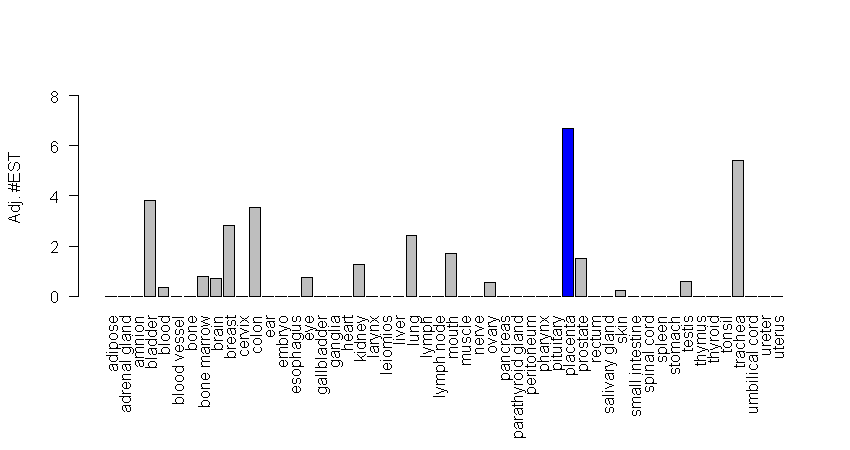 Adj. #EST
8
6
4
2
0
adipose
adrenal gland
amnion
bladder
blood
blood vessel
bone
bone marrow
brain
breast
cervix
colon
ear
embryo
esophagus
eye
gallbladder
ganglia
heart
kidney
larynx
leiomios
liver
lung
lymph
lymph node
mouth
muscle
nerve
ovary
pancreas
parathyroid gland
peritoneum
pharynx
pituitary
placenta
prostate
rectum
salivary gland
skin
small intestine
spinal cord
spleen
stomach
testis
thymus
thyroid
tonsil
trachea
umbilical cord
ureter
uterus